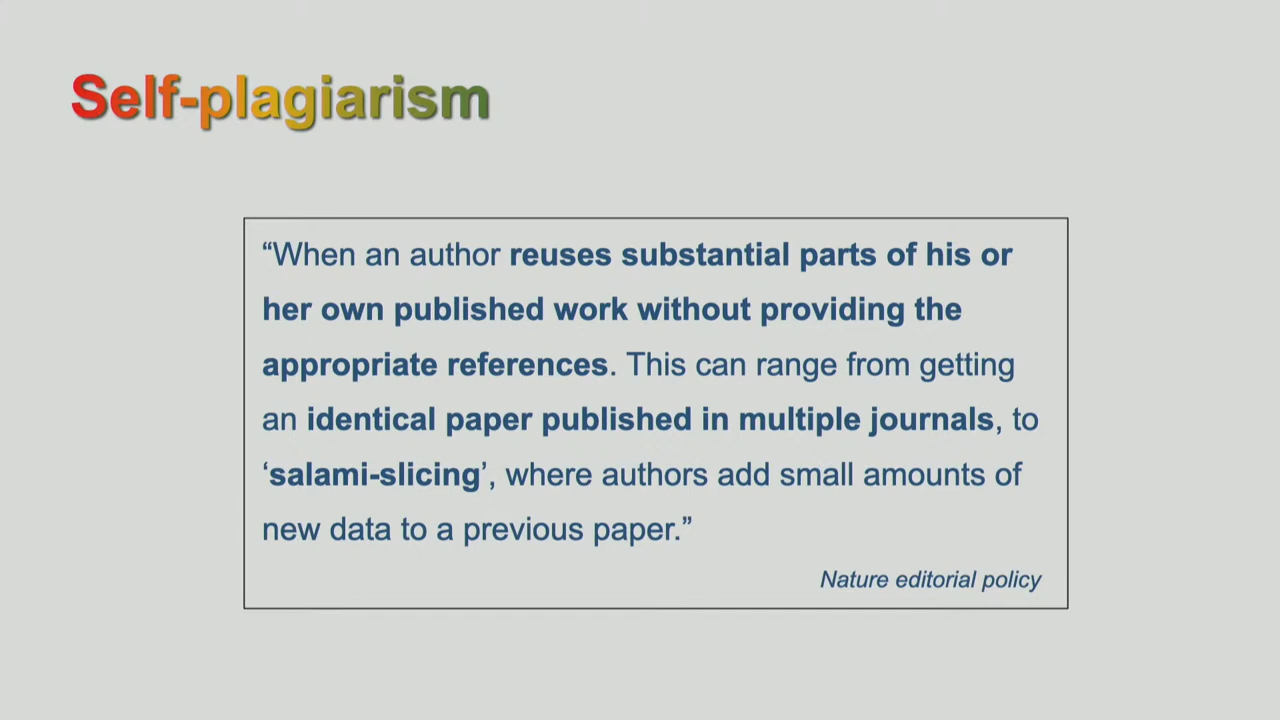 Self-plagiarism
“When an author reuses substantial parts of his or
her own published work without providing the
appropriate references. This can range from getting
an identical paper published in multiple journals, to
‘salami-slicing’, where authors add small amounts of
new data to a previous paper.”
Nature editorial policy